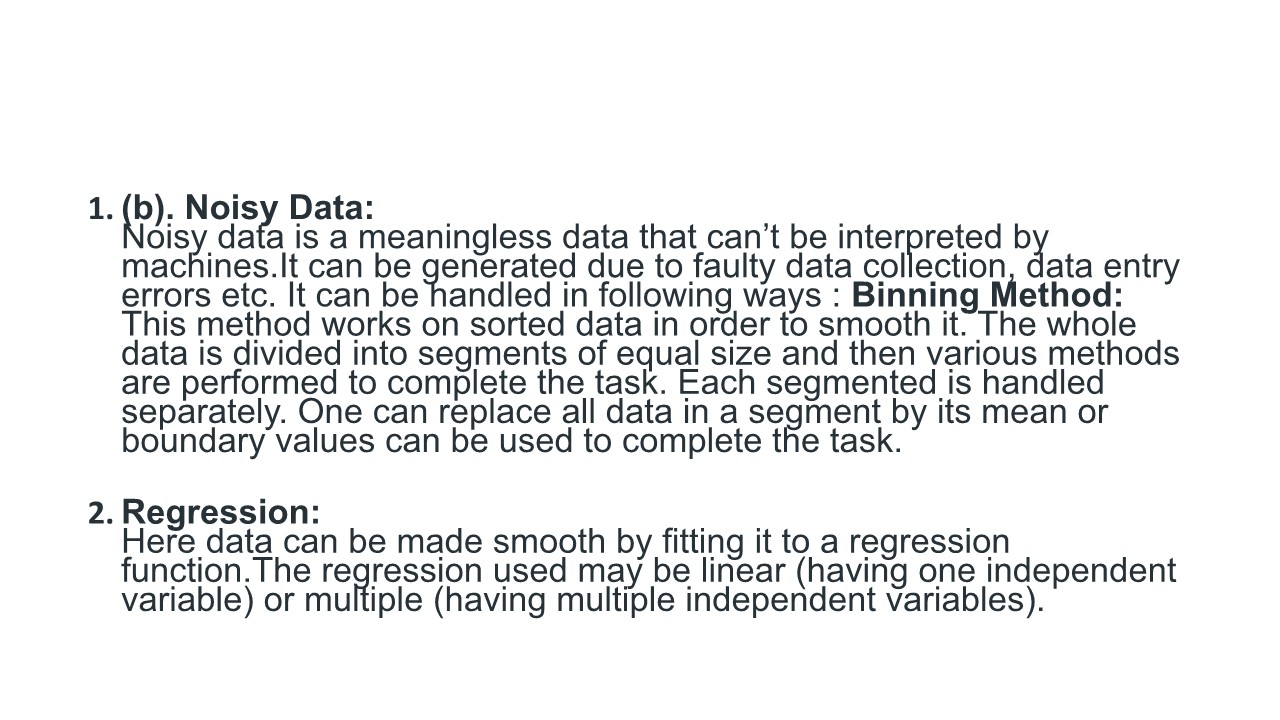 1. (b). Noisy Data:
Noisy data is a meaningless data that can’t be interpreted by
machines.It can be generated due to faulty data collection, data entry
errors etc. It can be handled in following ways : Binning Method:
This method works on sorted data in order to smooth it. The whole
data is divided into segments of equal size and then various methods
are performed to complete the task. Each segmented is handled
separately. One can replace all data in a segment by its mean or
boundary values can be used to complete the task.
2. Regression:
Here data can be made smooth by fitting it to a regression
function.The regression used may be linear (having one independent
variable) or multiple (having multiple independent variables).